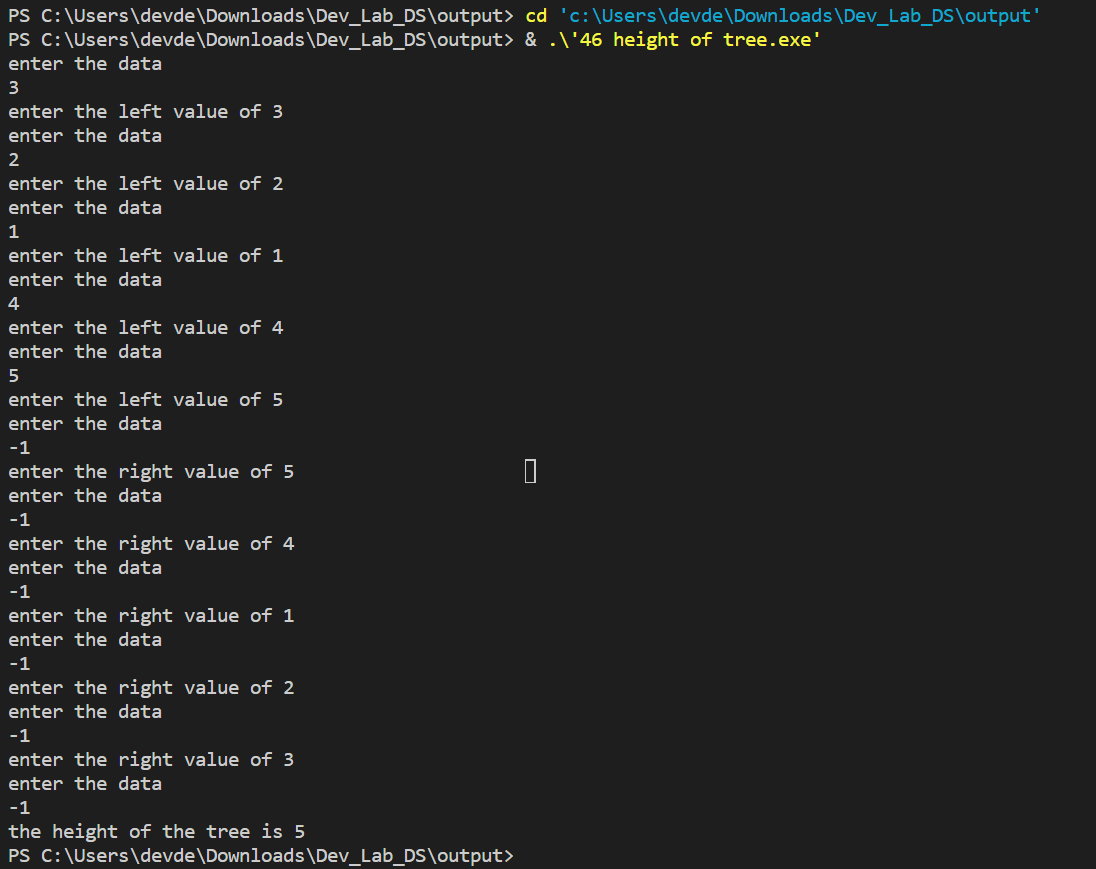 PS C:\Users\devde\Downloads\Dev_Lab_DS\output> cd 'c:\Users\devde\Downloads\Dev_Lab_DS\output'
PS C:\Users\devde\Downloads\Dev_Lab_DS\output> & .\'46 height of tree.exe'
enter the data
3
enter the left value of 3
enter the data
2
enter the left value of 2
enter the data
1
enter the left value of 1
enter the data
4
enter the left value of 4
enter the data
5
enter the left value of 5
enter the data
-1
enter the right value of 5
enter the data
-1
enter the right value of 4
enter the data
-1
enter the right value of 1
enter the data
-1
enter the right value of 2
enter the data
-1
enter the right value of 3
enter the data
-1
the height of the tree is 5
PS C:\Users\devde\Downloads\Dev_Lab_DS\output>